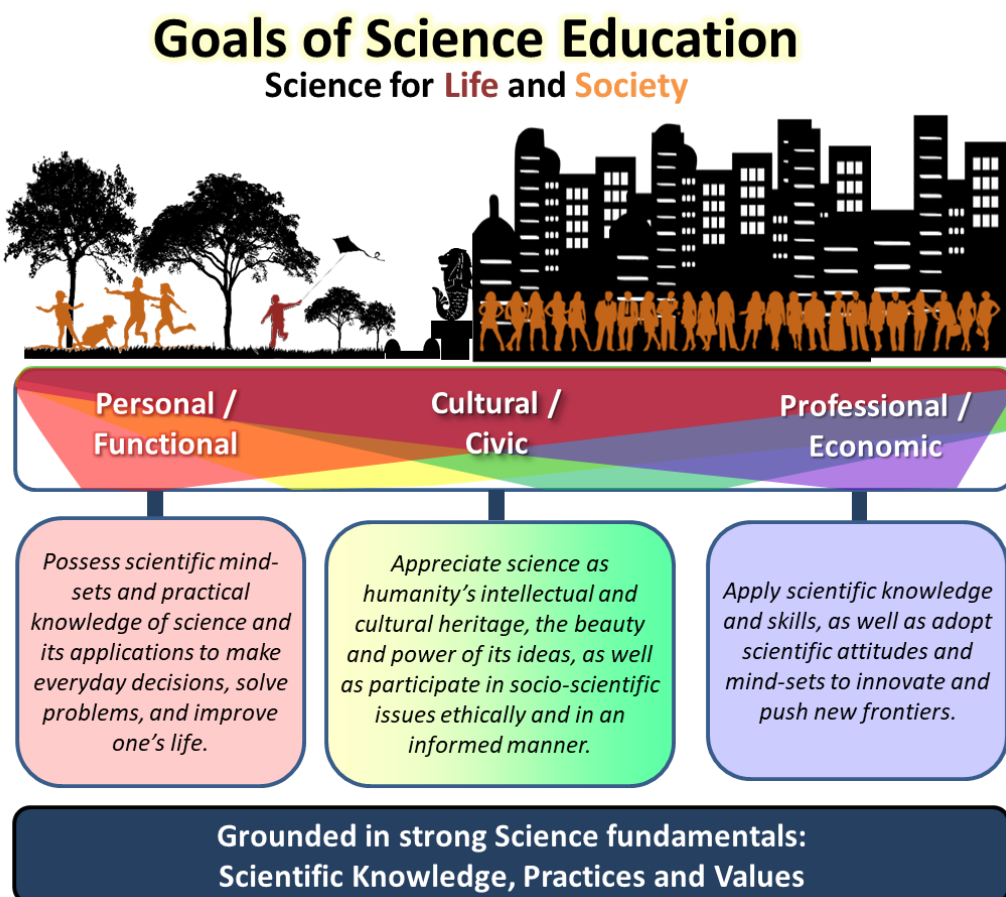 Goals of Science Education
Science for Life and Society
Personal /
Functional
Cultural /
Civic
Professional /
Economic
Possess scientific mind-
sets and practical
knowledge of science and
its applications to make
everyday decisions, solve
problems, and improve
one’s life.
Appreciate science as
humanity’s intellectual and
cultural heritage, the beauty
and power of its ideas, as well
as participate in socio-scientific
issues ethically and in an
informed manner.
Apply scientific knowledge
and skills, as well as adopt
scientific attitudes and
mind-sets to innovate and
push new frontiers.
Grounded in strong Science fundamentals:
Scientific Knowledge, Practices and Values